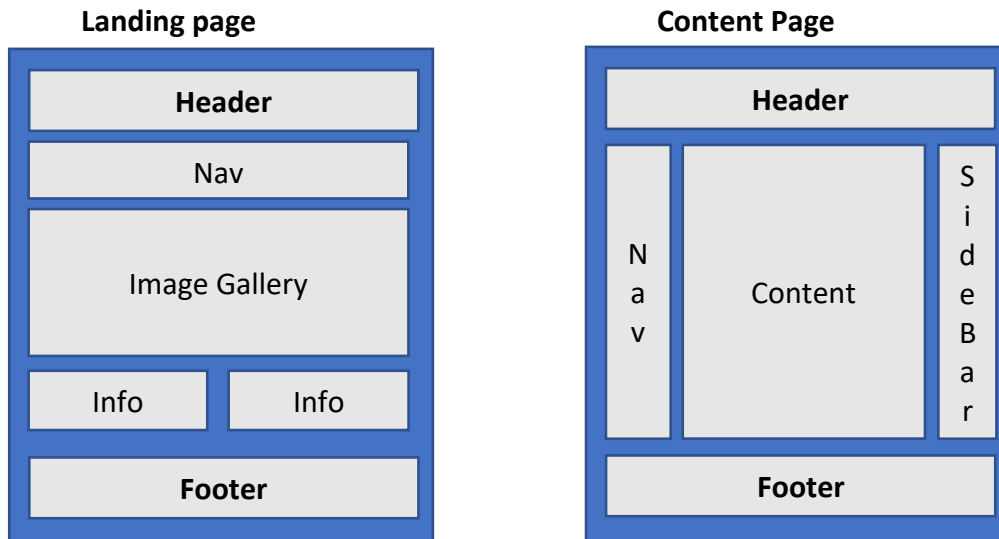 Landing page
Header
Nav
Image Gallery
Info
Info
Footer
Content Page
Header
N
a
v
Content
S
i
d
e
B
a
r
Footer